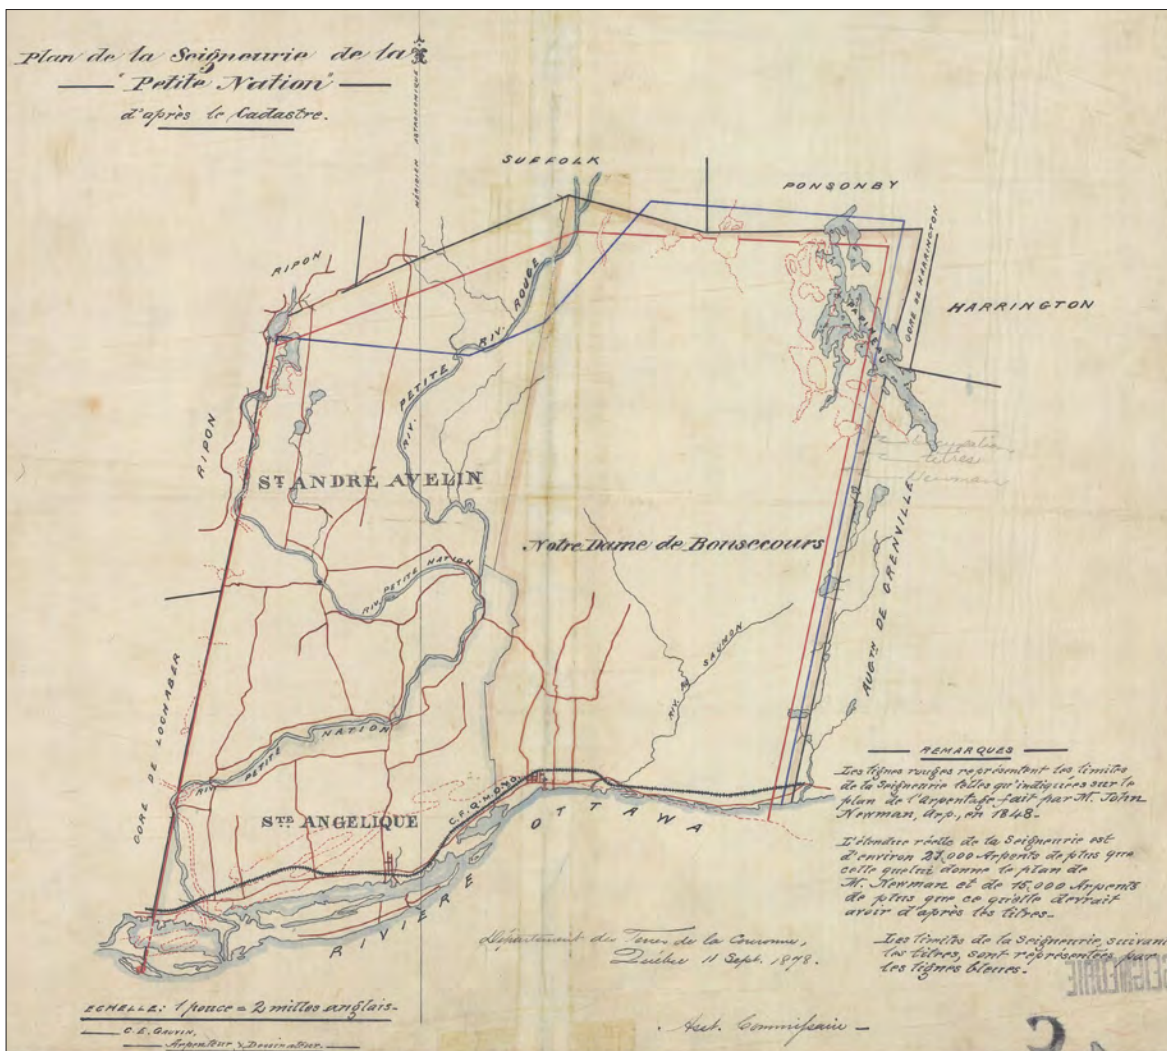 Plan de la Seigneurie de la
"Petite Nation"
d'après le Cadastre.
MÉRIDIEN ASTRONOMIQUE
SUFFOLK
PONSONBY
RIPON
GORE DE HARRINGTON
HARRINGTON
RIV. PETITE ROUGE
RIV.
RIPON
ST ANDRÉ AVELIN
titres
Newman
Notre Dame de Bonsecours
AUGTN DE GRENVILLE
RIV. PETITE NATION
RIV. AU SAUMON
GORE DE LOCHABER
RIV. PETITE NATION
STE ANGELIQUE
C.F.Q.M.O.&O.
RIVIERE OTTAWA
REMARQUES
Les lignes rouges représentent les limites
de la Seigneurie telles qu'indiquées sur le
plan de l'Arpentage fait par M. John
Newman, Arp., en 1848.
L'étendue réelle de la Seigneurie est
d'environ 27,000 Arpents de plus que
celle que lui donne le plan de
M. Newman et de 15,000 Arpents
de plus que ce qu'elle devrait
avoir d'après les titres.
Les limites de la Seigneurie, suivant
les titres, sont représentées par
les lignes bleues.
Département des Terres de la Couronne,
Québec 11 Sept. 1878.
SEIGNEURIE
ECHELLE: 1 pouce = 2 milles anglais.
C. E. GAUVIN,
Arpenteur & Dessinateur.
Asst. Commissaire